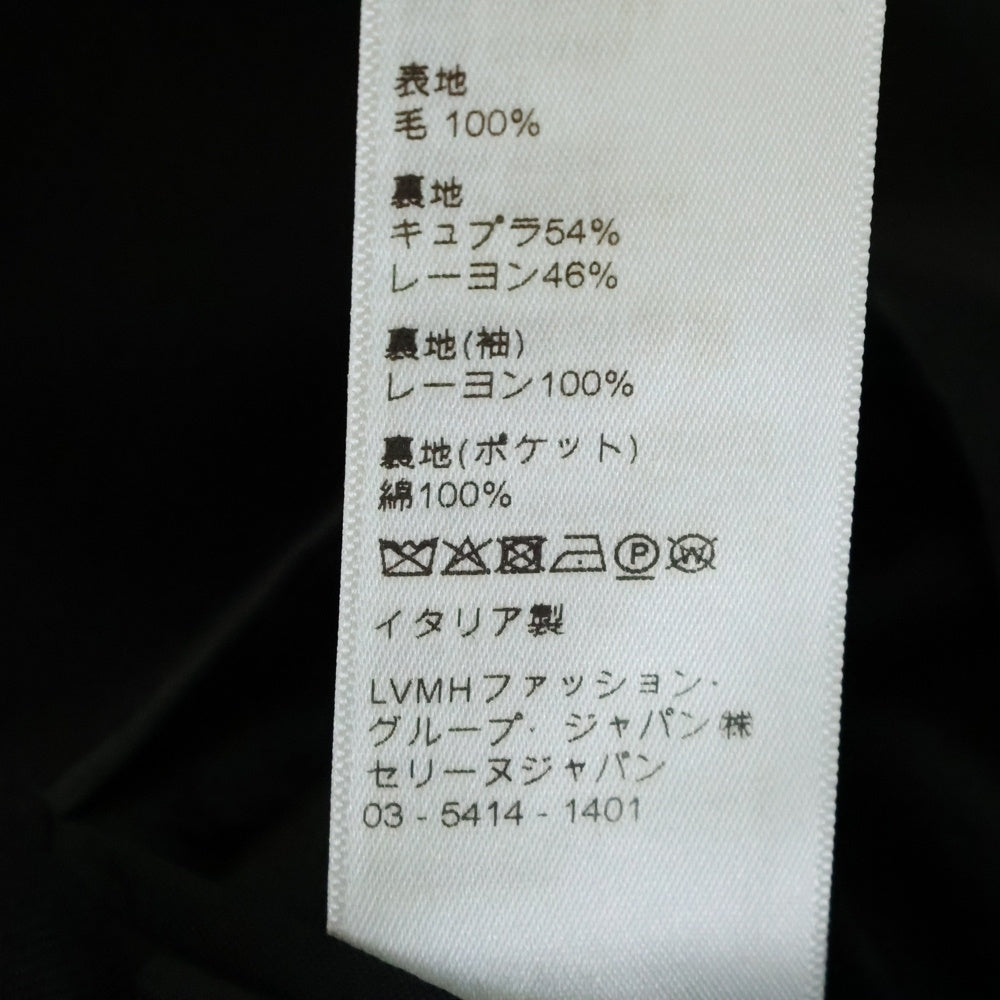 表地
毛 100%
裏地
キュプラ54%
レーヨン46%
裏地(袖)
レーヨン100%
裏地(ポケット)
綿100%
P W
イタリア製
LVMHファッション・
グループ・ジャパン㈱
セリーヌジャパン
03 - 5414 - 1401